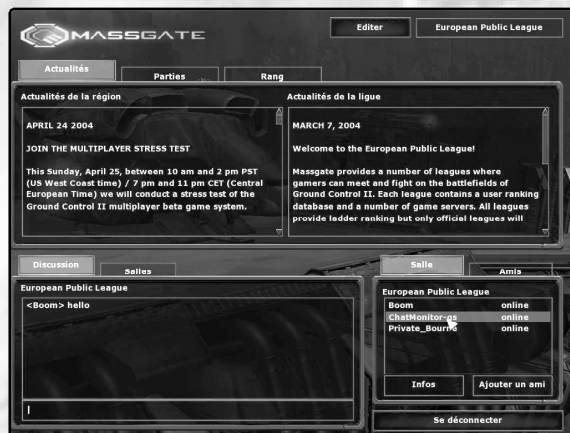 MASSGATE
Editer
European Public League
Actualités
Parties
Rang
Actualités de la région
APRIL 24 2004
JOIN THE MULTIPLAYER STRESS TEST
This Sunday, April 25, between 10 am and 2 pm PST
(US West Coast time) / 7 pm and 11 pm CET (Central
European Time) we will conduct a stress test of the
Ground Control II multiplayer beta game system.
Actualités de la ligue
MARCH 7, 2004
Welcome to the European Public League!
Massgate provides a number of leagues where
gamers can meet and fight on the battlefields of
Ground Control II. Each league contains a user ranking
database and a number of game servers. All leagues
provide ladder ranking but only official leagues will
Discussion
Salles
European Public League
<Boom> hello
Salle
Amis
European Public League
Boom online
ChatMonitor-gs online
Private_Bourne online
Infos
Ajouter un ami
Se déconnecter